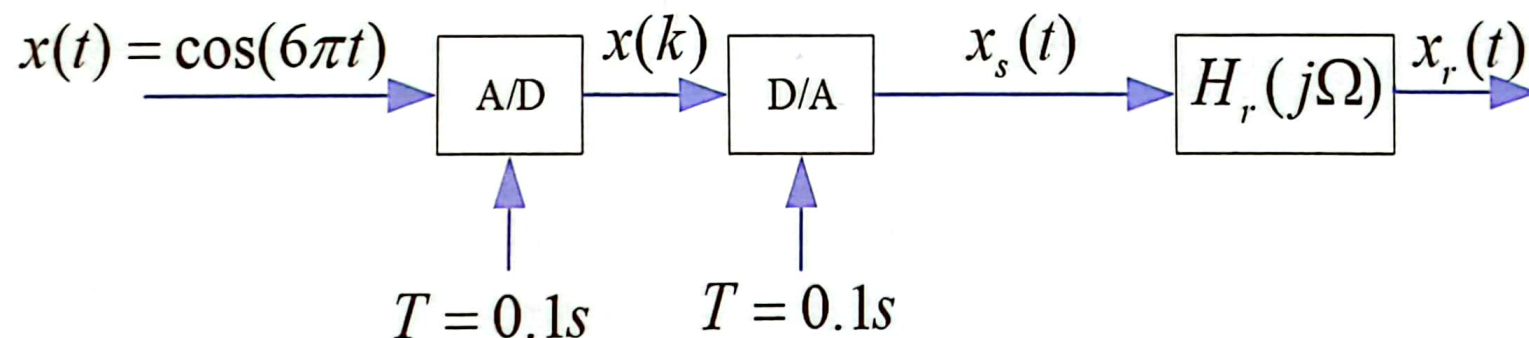 x(t) = cos(6πt) A/D x(k) D/A x_s(t) H_r(jΩ) x_r(t)
T = 0.1s T = 0.1s